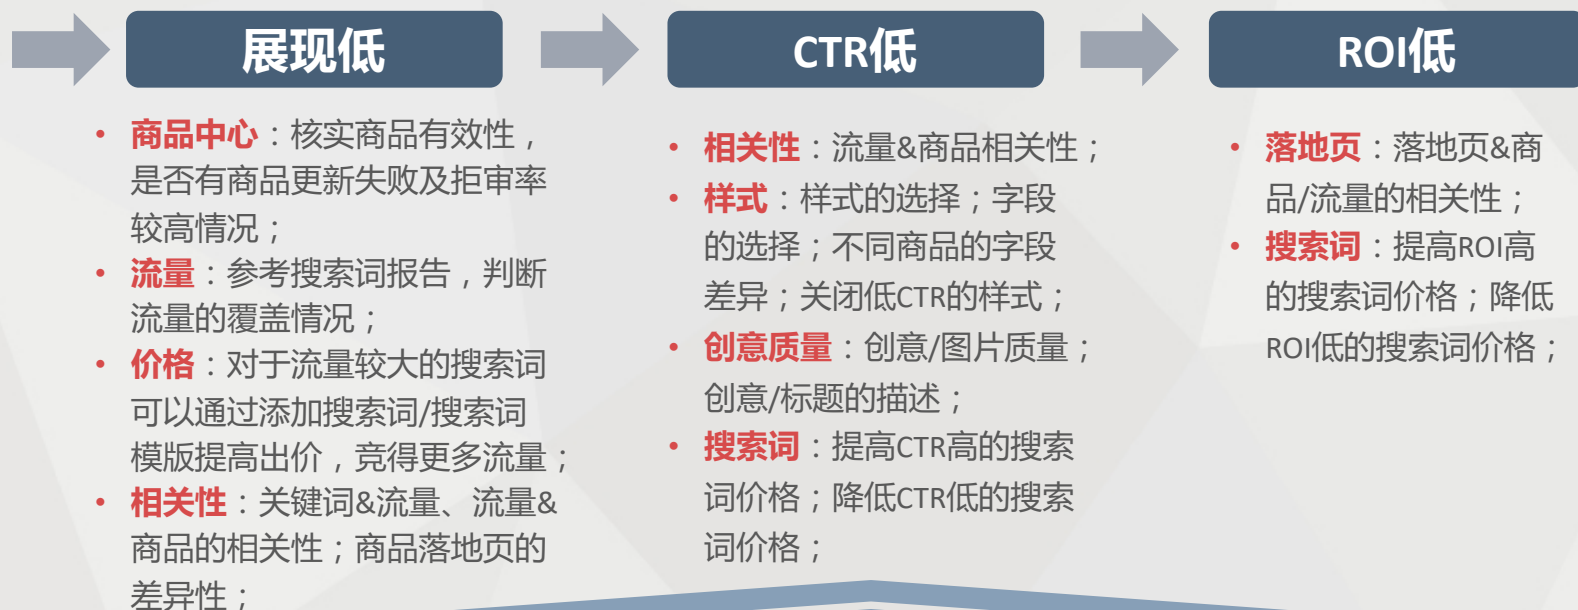 展现低
• 商品中心：核实商品有效性，
是否有商品更新失败及拒审率
较高情况；
• 流量：参考搜索词报告，判断
流量的覆盖情况；
• 价格：对于流量较大的搜索词
可以通过添加搜索词/搜索词
模版提高出价，竞得更多流量；
• 相关性：关键词&流量、流量&
商品的相关性；商品落地页的
差异性；
CTR低
• 相关性：流量&商品相关性；
• 样式：样式的选择；字段
的选择；不同商品的字段
差异；关闭低CTR的样式；
• 创意质量：创意/图片质量；
创意/标题的描述；
• 搜索词：提高CTR高的搜索
词价格；降低CTR低的搜索
词价格；
ROI低
• 落地页：落地页&商
品/流量的相关性；
• 搜索词：提高ROI高
的搜索词价格；降低
ROI低的搜索词价格；